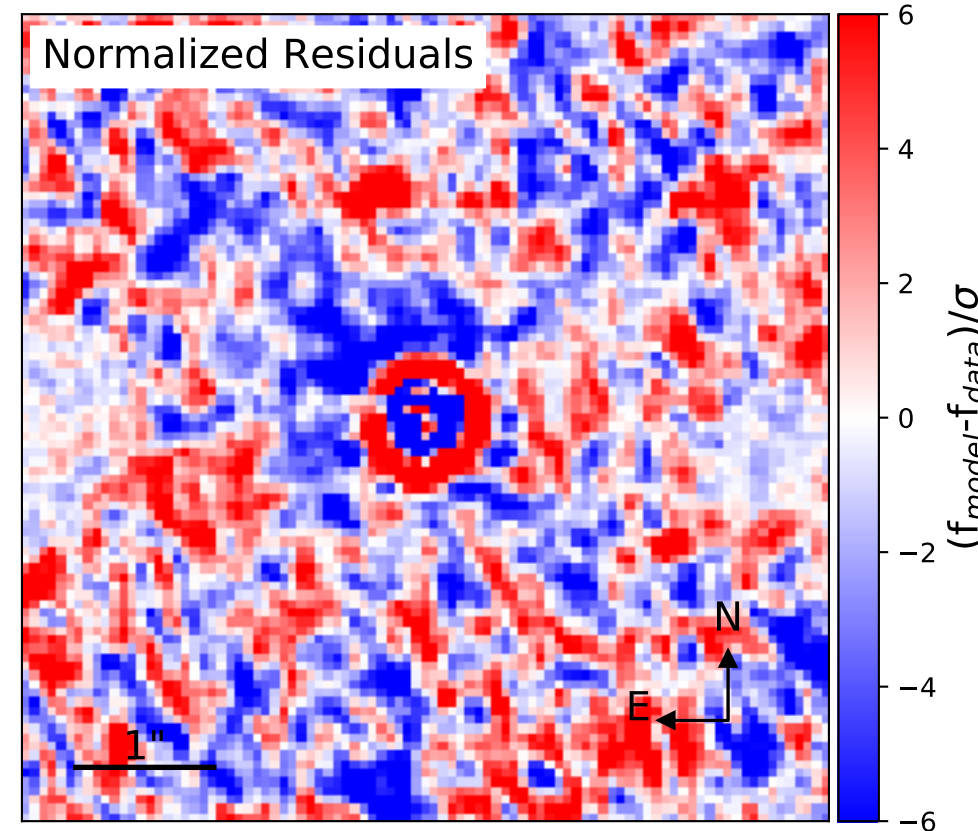 Normalized Residuals
6
4
2
0
−2
−4
−6
(f_model-f_data)/σ
N
E
1"